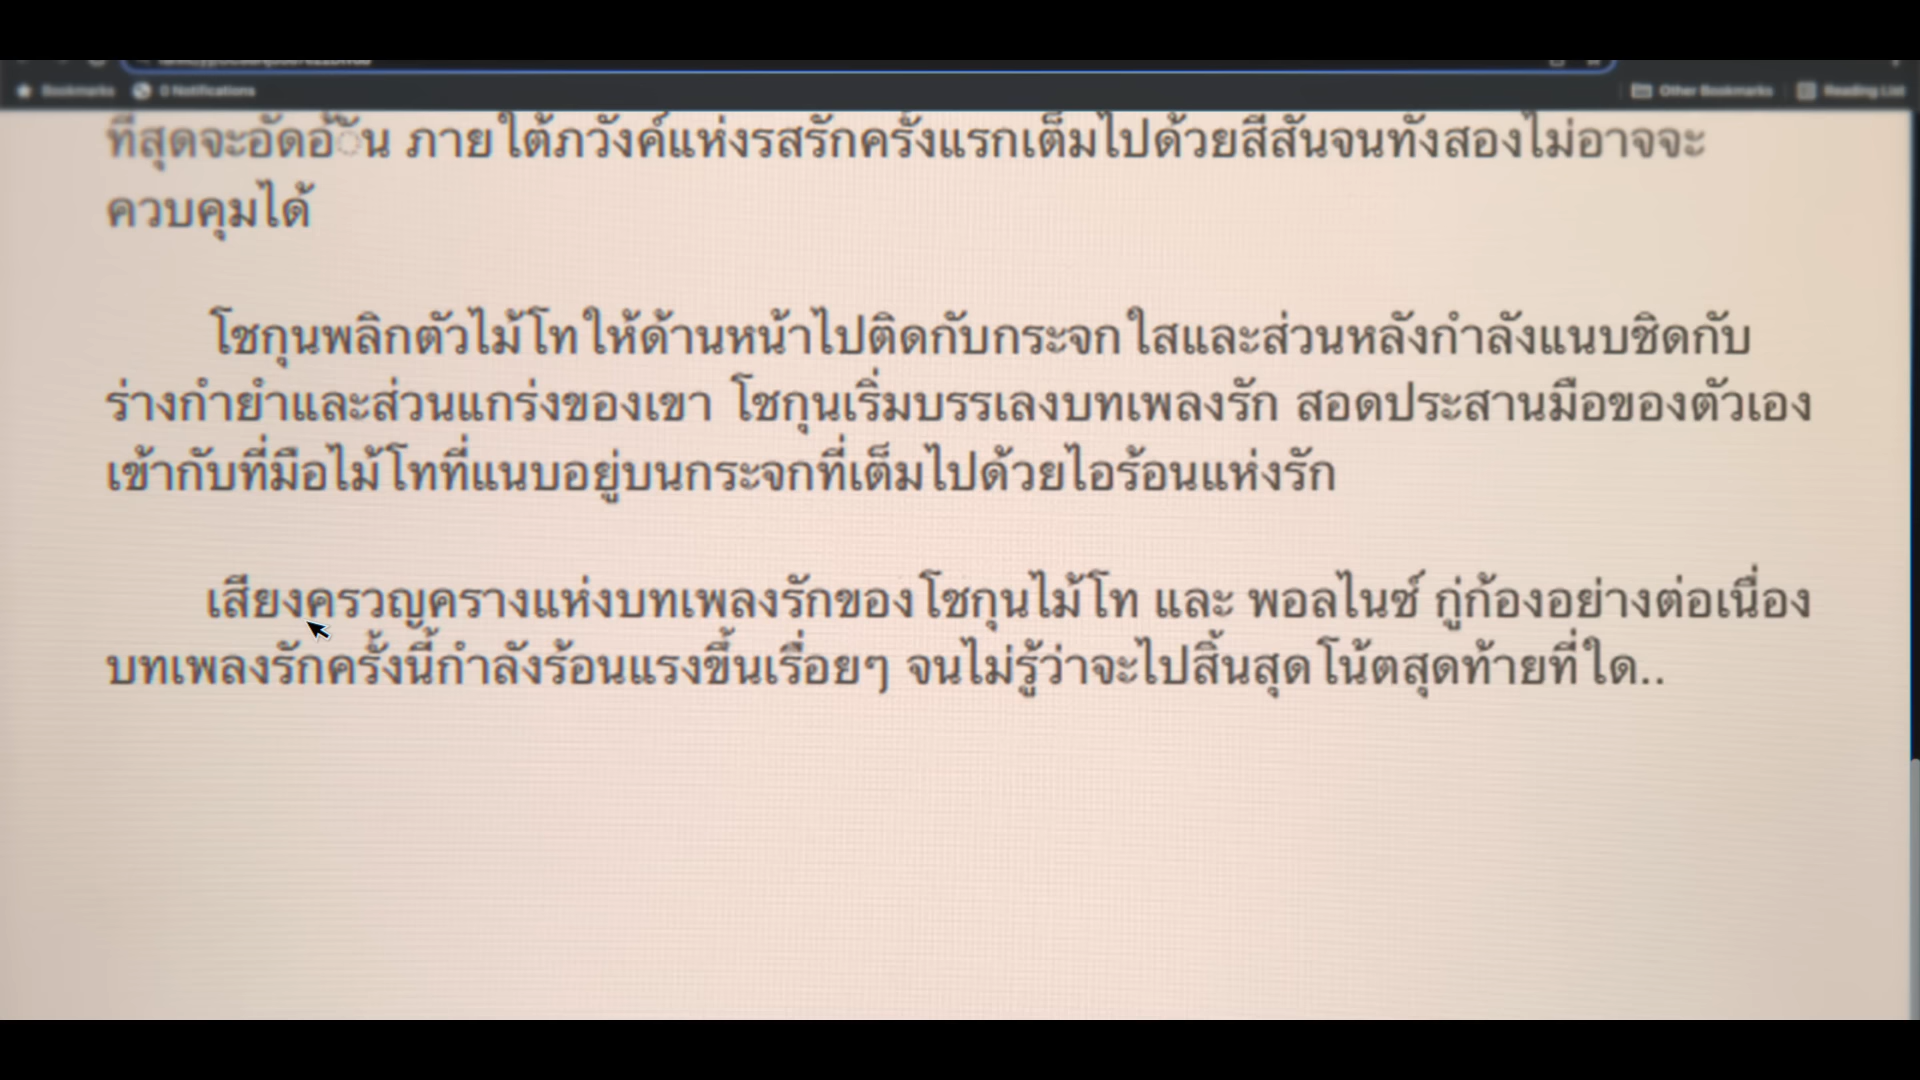 Bookmarks 0 Notifications Other Bookmarks Reading List
ที่สุดจะอัดอ้ ัน ภายใต้ภวังค์แห่งรสรักครั้งแรกเต็มไปด้วยสีสันจนทั้งสองไม่อาจจะ
ควบคุมได้
โชกุนพลิกตัวไม้โทให้ด้านหน้าไปติดกับกระจกใสและส่วนหลังกำลังแนบชิดกับ
ร่างกำยำและส่วนแกร่งของเขา โชกุนเริ่มบรรเลงบทเพลงรัก สอดประสานมือของตัวเอง
เข้ากับที่มือไม้โทที่แนบอยู่บนกระจกที่เต็มไปด้วยไอร้อนแห่งรัก
เสียงครวญครางแห่งบทเพลงรักของโชกุนไม้โท และ พอลไนซ์ กู่ก้องอย่างต่อเนื่อง
บทเพลงรักครั้งนี้กำลังร้อนแรงขึ้นเรื่อยๆ จนไม่รู้ว่าจะไปสิ้นสุดโน้ตสุดท้ายที่ใด..